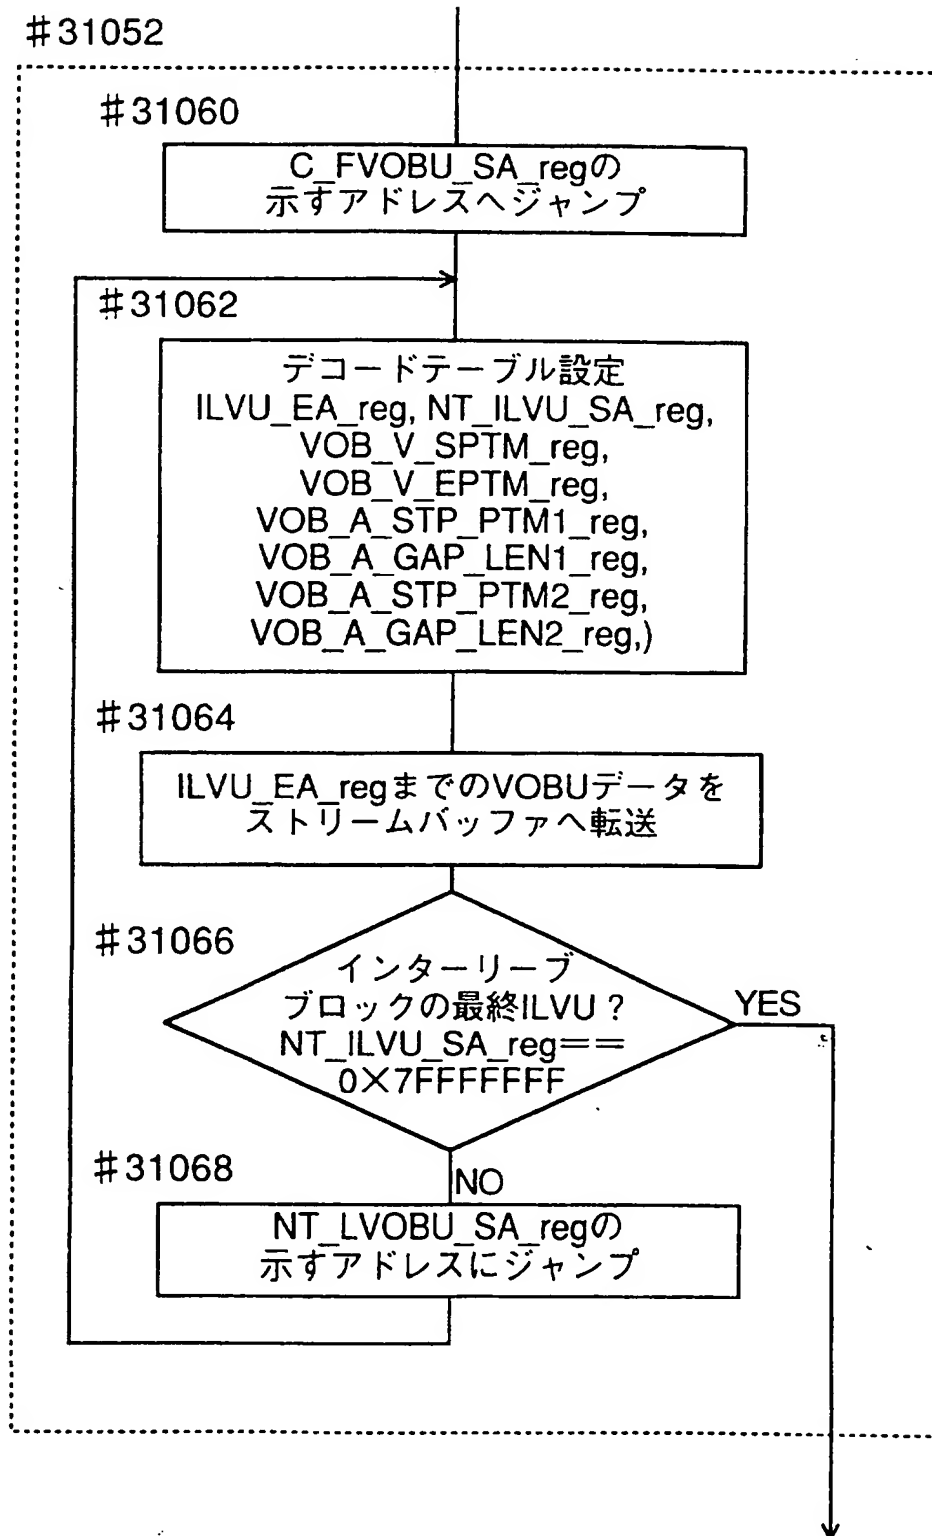 #31052
#31060
C_FVOBU_SA_regの
示すアドレスへジャンプ
#31062
デコードテーブル設定
ILVU_EA_reg, NT_ILVU_SA_reg,
VOB_V_SPTM_reg,
VOB_V_EPTM_reg,
VOB_A_STP_PTM1_reg,
VOB_A_GAP_LEN1_reg,
VOB_A_STP_PTM2_reg,
VOB_A_GAP_LEN2_reg,)
#31064
ILVU_EA_regまでのVOBUデータを
ストリームバッファへ転送
#31066
インターリーブ
ブロックの最終ILVU?
NT_ILVU_SA_reg==
0×7FFFFFFF
YES
#31068
NO
NT_LVOBU_SA_regの
示すアドレスにジャンプ